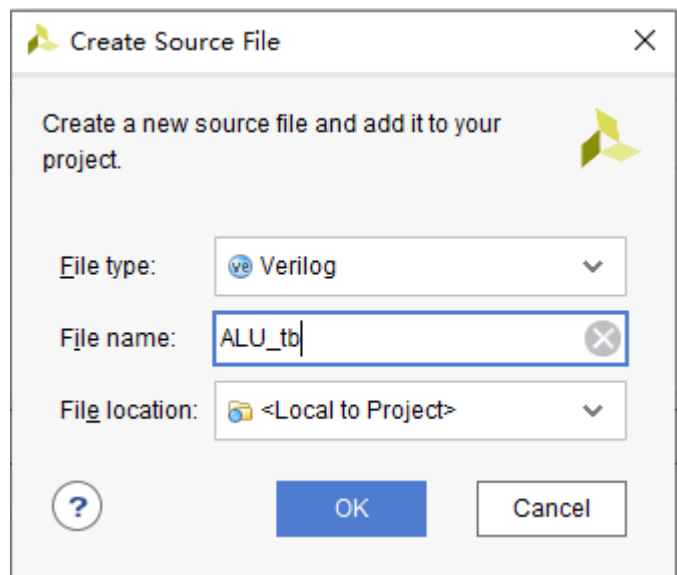 Create Source File
Create a new source file and add it to your
project.
File type:
ve Verilog
File name:
ALU_tb
File location:
<Local to Project>
?
OK
Cancel